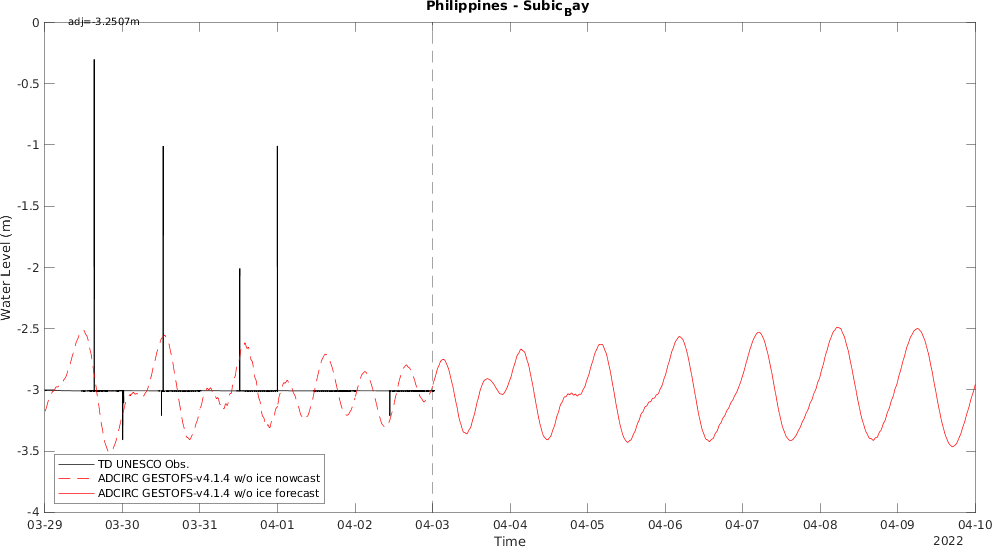 Philippines - Subic_Bay
adj=-3.2507m
0
-0.5
-1
-1.5
-2
-2.5
-3
-3.5
-4
Water Level (m)
TD UNESCO Obs.
ADCIRC GESTOFS-v4.1.4 w/o ice nowcast
ADCIRC GESTOFS-v4.1.4 w/o ice forecast
03-29 03-30 03-31 04-01 04-02 04-03 04-04 04-05 04-06 04-07 04-08 04-09 04-10
Time
2022